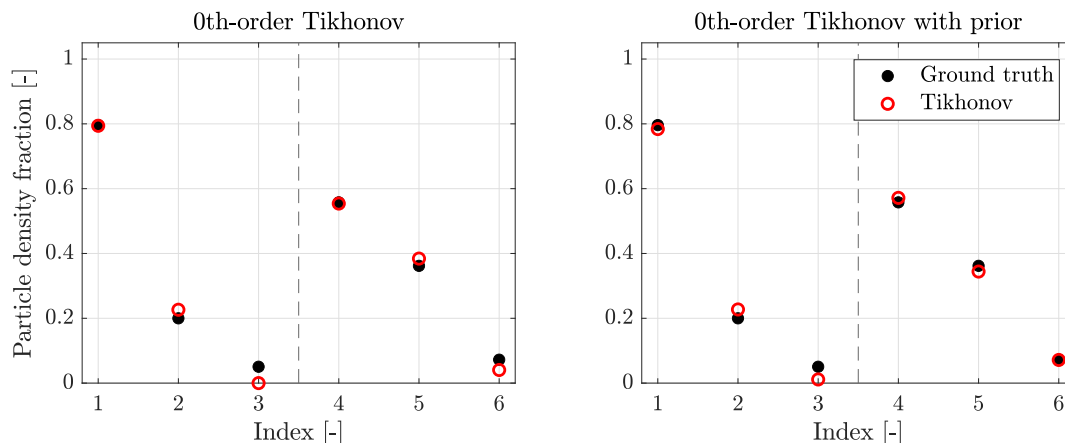 0th-order Tikhonov
Particle density fraction [-]
1
0.8
0.6
0.4
0.2
0
1 2 3 4 5 6
Index [-]
0th-order Tikhonov with prior
Ground truth
Tikhonov
1
0.8
0.6
0.4
0.2
0
1 2 3 4 5 6
Index [-]